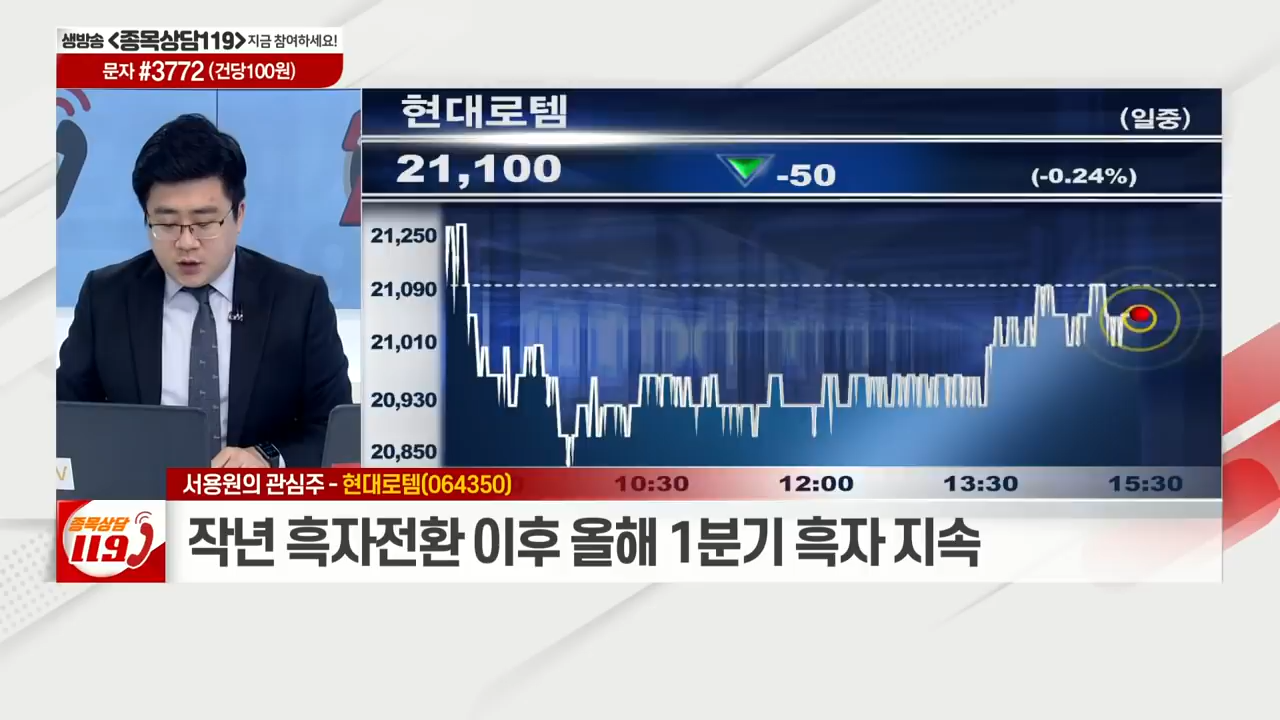 생방송 <종목상담119> 지금 참여하세요!
문자 #3772 (건당100원)
현대로템
(일중)
21,100
-50
(-0.24%)
21,250
21,090
21,010
20,930
20,850
10:30
12:00
13:30
15:30
서용원의 관심주 - 현대로템(064350)
종목상담
119
작년 흑자전환 이후 올해 1분기 흑자 지속